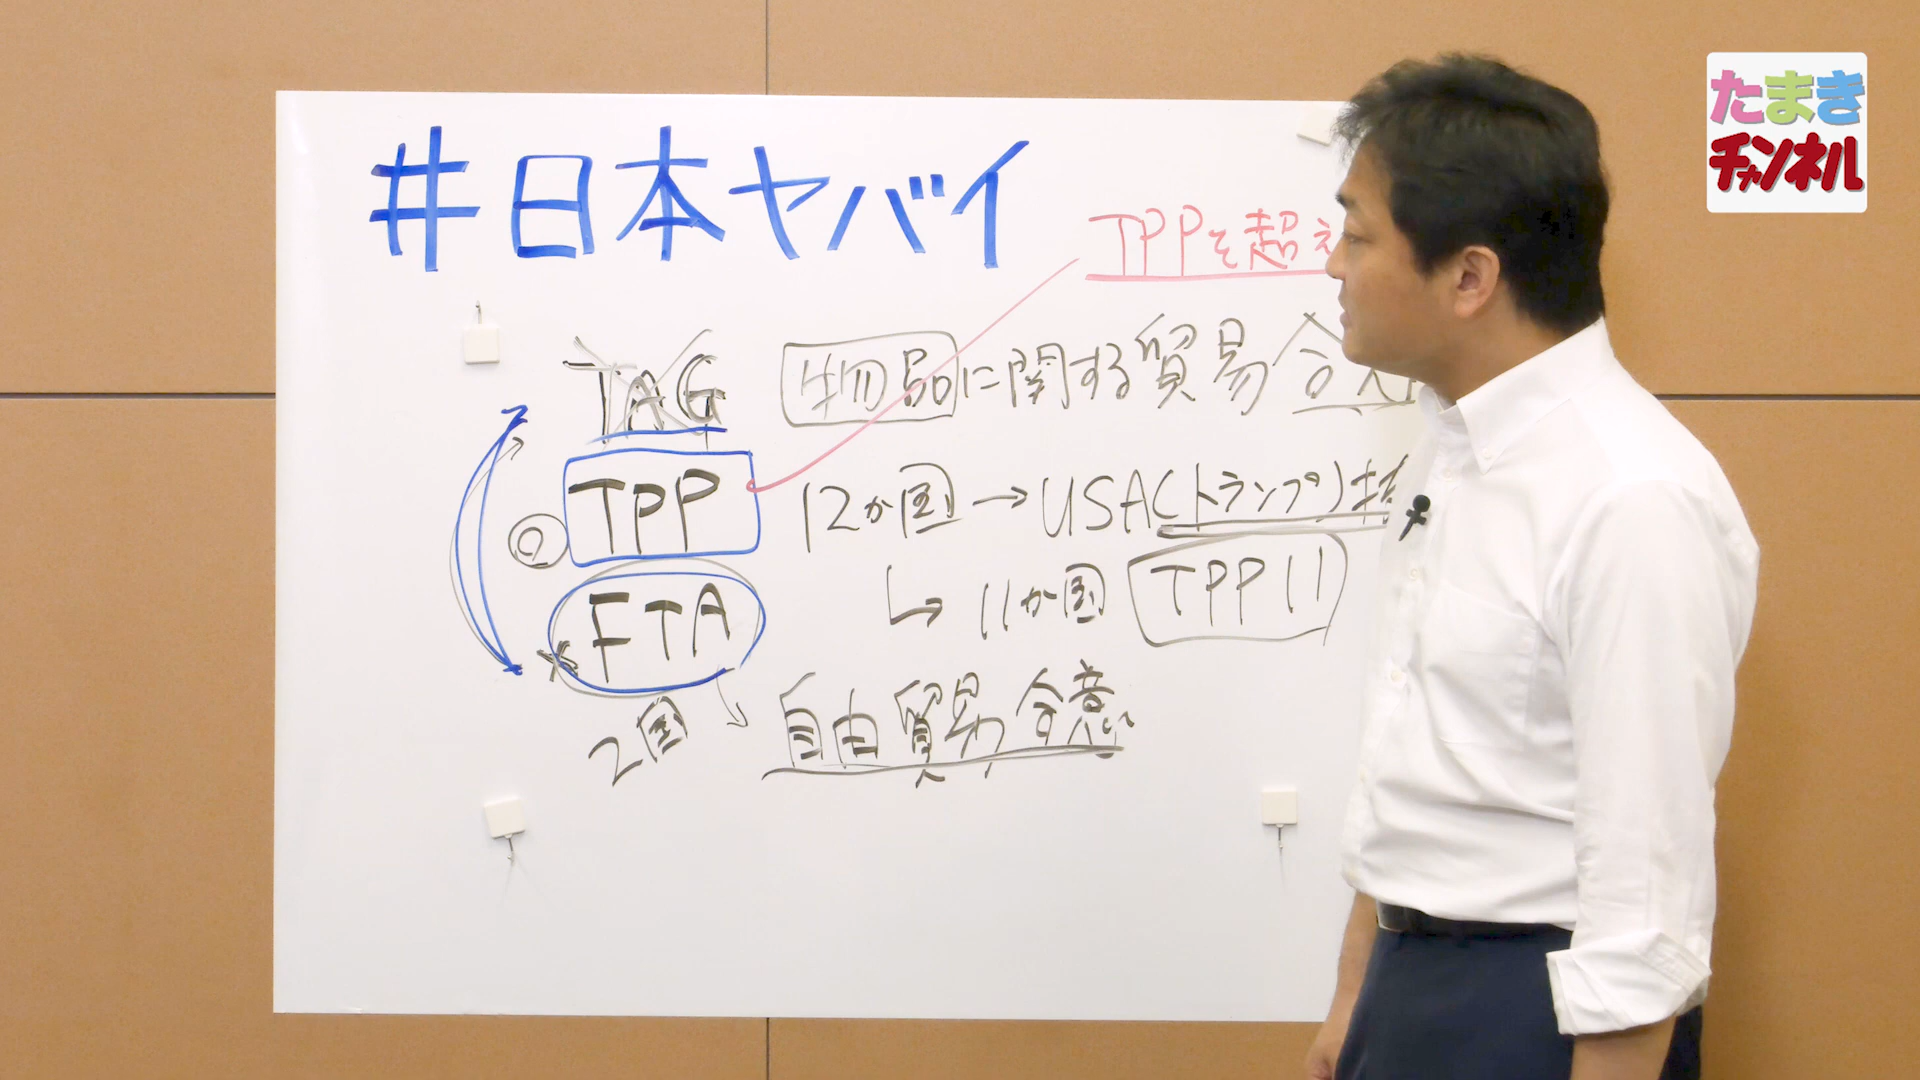 #日本ヤバイ
TPPを超え
TAG 物品に関する貿易合意
② TPP 12か国→USA(トランプ)
↳ 11か国 TPP11
× FTA
2国 自由貿易合意
たまき
チャンネル